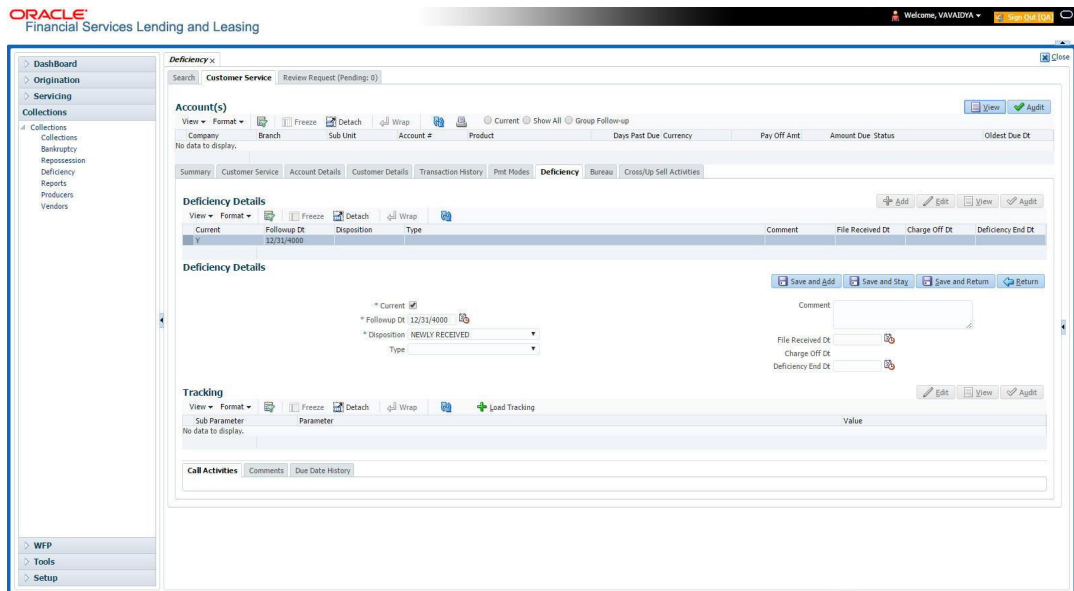 ORACLE®
Financial Services Lending and Leasing
Welcome, VAVAIDYA
Sign Out [QA]
DashBoard
Origination
Servicing
Collections
Collections
Collections
Bankruptcy
Repossession
Deficiency
Reports
Producers
Vendors
WFP
Tools
Setup
Deficiency x
Close
Search Customer Service Review Request (Pending: 0)
Account(s)
View Audit
View Format Freeze Detach Wrap Current Show All Group Follow-up
Company Branch Sub Unit Account # Product Days Past Due Currency Pay Off Amt Amount Due Status Oldest Due Dt
No data to display.
Summary Customer Service Account Details Customer Details Transaction History Pmt Modes Deficiency Bureau Cross/Up Sell Activities
Deficiency Details
Add Edit View Audit
View Format Freeze Detach Wrap
Current Followup Dt Disposition Type Comment File Received Dt Charge Off Dt Deficiency End Dt
Y 12/31/4000
Deficiency Details
Save and Add Save and Stay Save and Return Return
* Current
* Followup Dt 12/31/4000
* Disposition NEWLY RECEIVED
Type
Comment
File Received Dt
Charge Off Dt
Deficiency End Dt
Tracking
Edit View Audit
View Format Freeze Detach Wrap Load Tracking
Sub Parameter Parameter Value
No data to display.
Call Activities Comments Due Date History